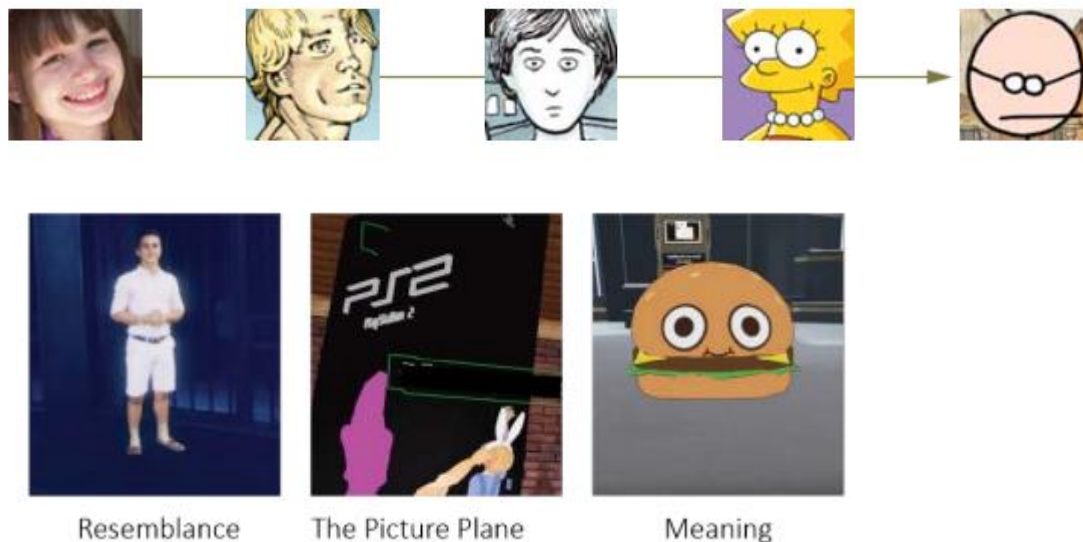 PS2
PlayStation 2
Resemblance
The Picture Plane
Meaning